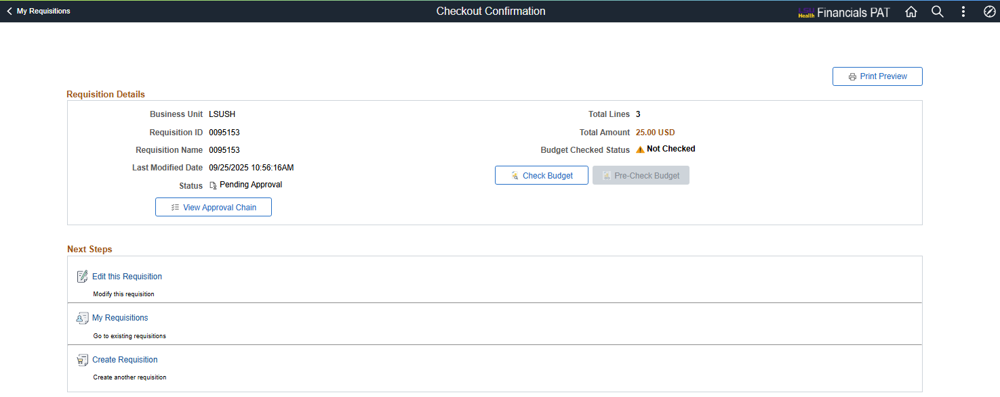 My Requisitions
Checkout Confirmation
LSU Health Financials PAT
Print Preview
Requisition Details
Business Unit LSUSH
Requisition ID 0095153
Requisition Name 0095153
Last Modified Date 09/25/2025 10:56:16AM
Status Pending Approval
View Approval Chain
Total Lines 3
Total Amount 25.00 USD
Budget Checked Status Not Checked
Check Budget Pre-Check Budget
Next Steps
Edit this Requisition
Modify this requisition
My Requisitions
Go to existing requisitions
Create Requisition
Create another requisition